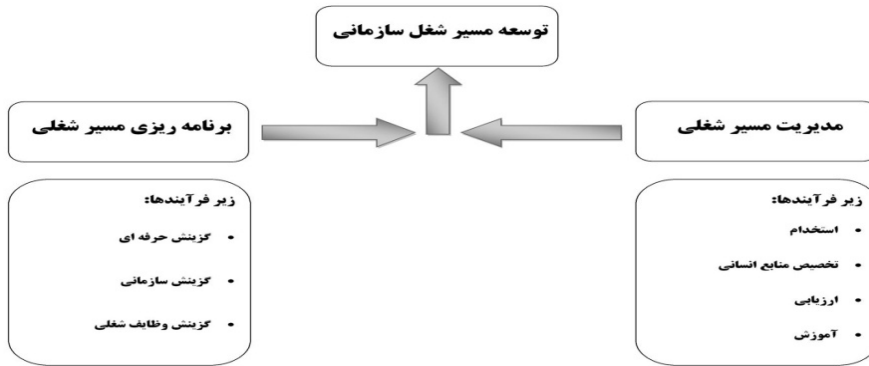 توسعه مسیر شغل سازمانی
مدیریت مسیر شغلی
برنامه ریزی مسیر شغلی
زیر فرآیندها:
• استخدام
• تخصیص منابع انسانی
• ارزیابی
• آموزش
زیر فرآیندها:
• گزینش حرفه ای
• گزینش سازمانی
• گزینش وظایف شغلی